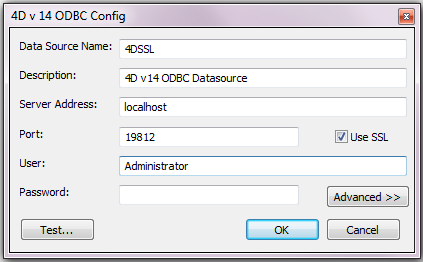 4D v 14 ODBC Config
Data Source Name: 4DSSL
Description: 4D v14 ODBC Datasource
Server Address: localhost
Port: 19812 Use SSL
User: Administrator
Password: Advanced >>
Test... OK Cancel